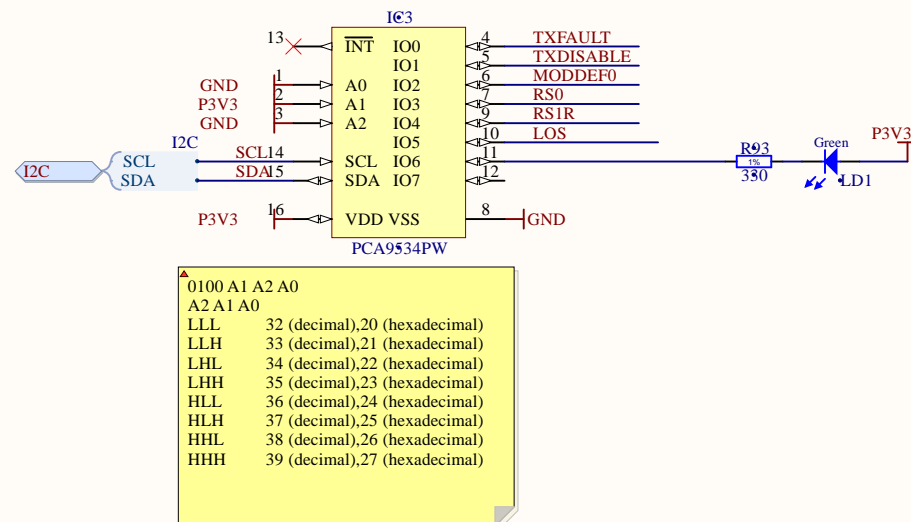 IC3
13 INT IO0 4 TXFAULT
IO1 5 TXDISABLE
GND 1 A0 IO2 6 MODDEF0
P3V3 2 A1 IO3 7 RS0
GND 3 A2 IO4 9 RS1R
IO5 10 LOS
I2C
I2C SCL SCL 14 SCL IO6 11 R93 1% 330 Green LD1 P3V3
SDA SDA 15 SDA IO7 12
P3V3 16 VDD VSS 8 GND
PCA9534PW
0100 A1 A2 A0
A2 A1 A0
LLL 32 (decimal),20 (hexadecimal)
LLH 33 (decimal),21 (hexadecimal)
LHL 34 (decimal),22 (hexadecimal)
LHH 35 (decimal),23 (hexadecimal)
HLL 36 (decimal),24 (hexadecimal)
HLH 37 (decimal),25 (hexadecimal)
HHL 38 (decimal),26 (hexadecimal)
HHH 39 (decimal),27 (hexadecimal)